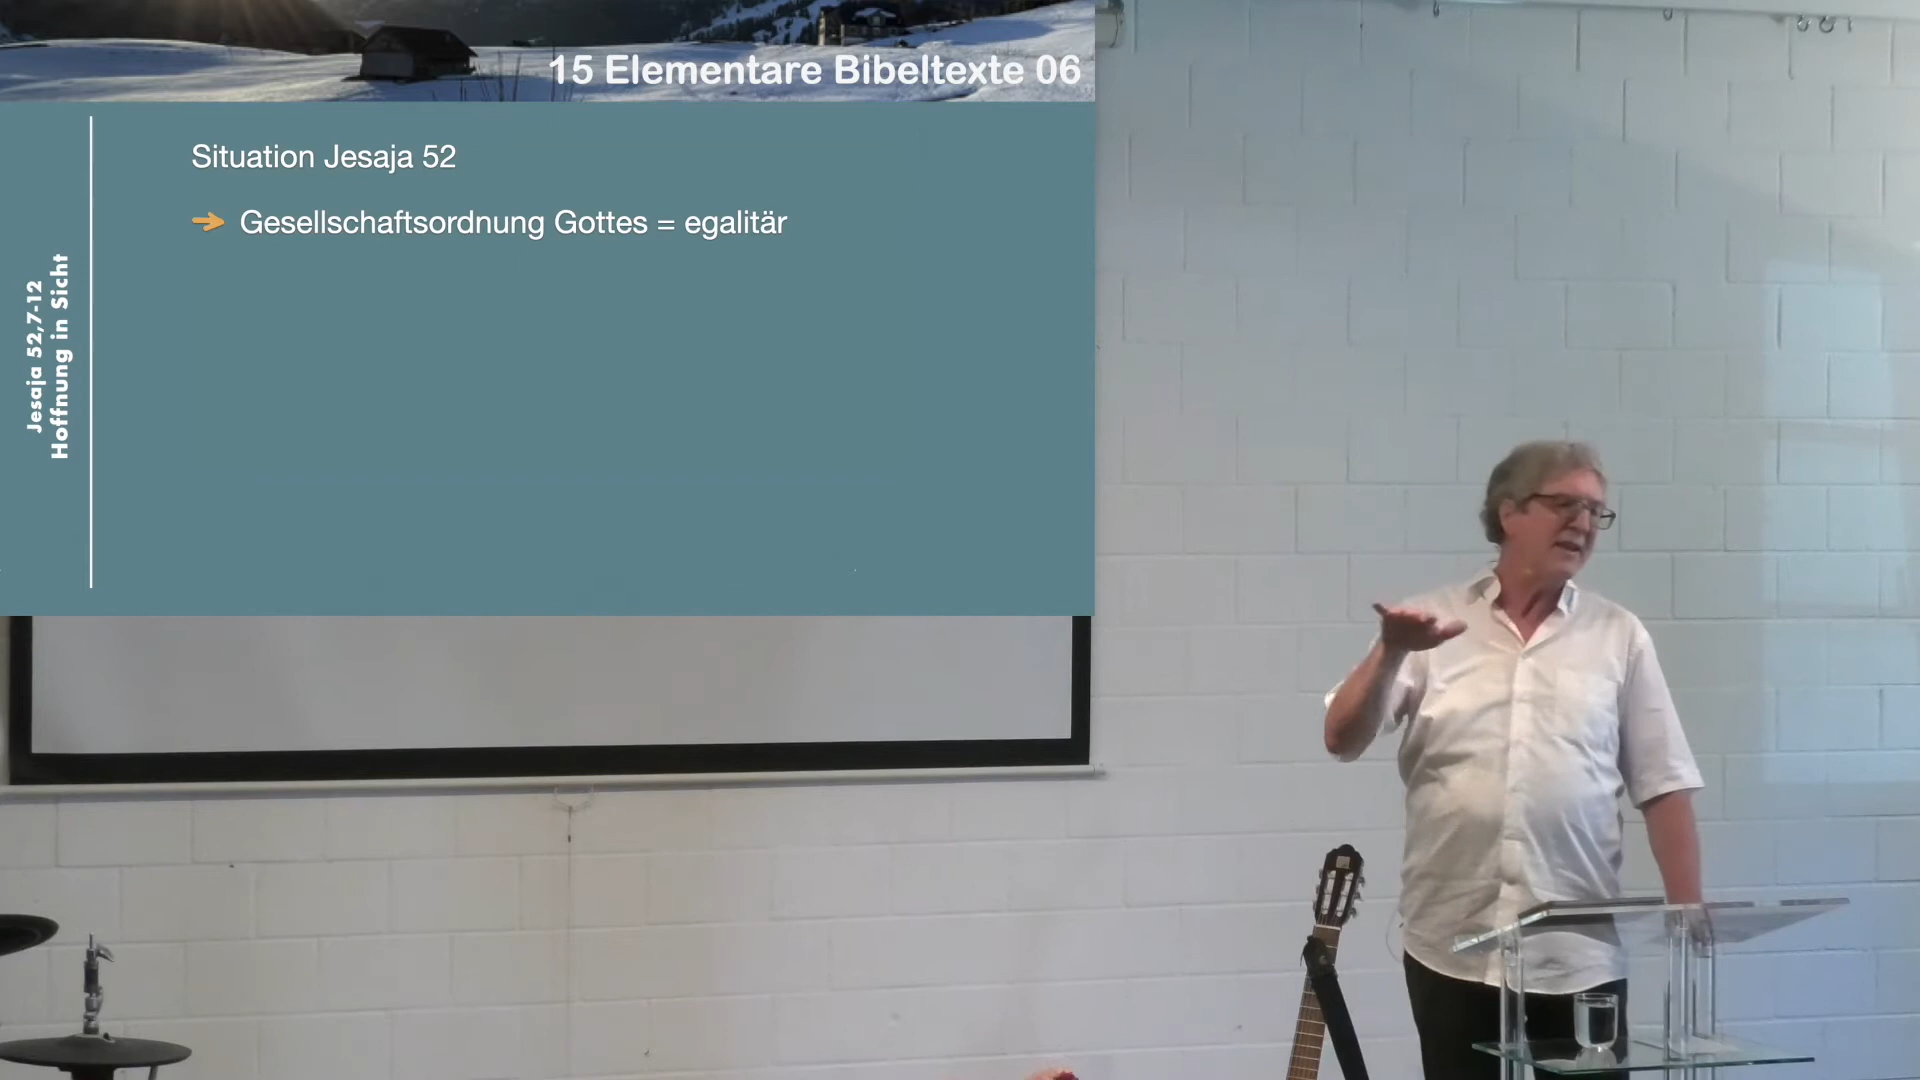 15 Elementare Bibeltexte 06
Situation Jesaja 52
➔ Gesellschaftsordnung Gottes = egalitär
Jesaja 52,7-12
Hoffnung in Sicht